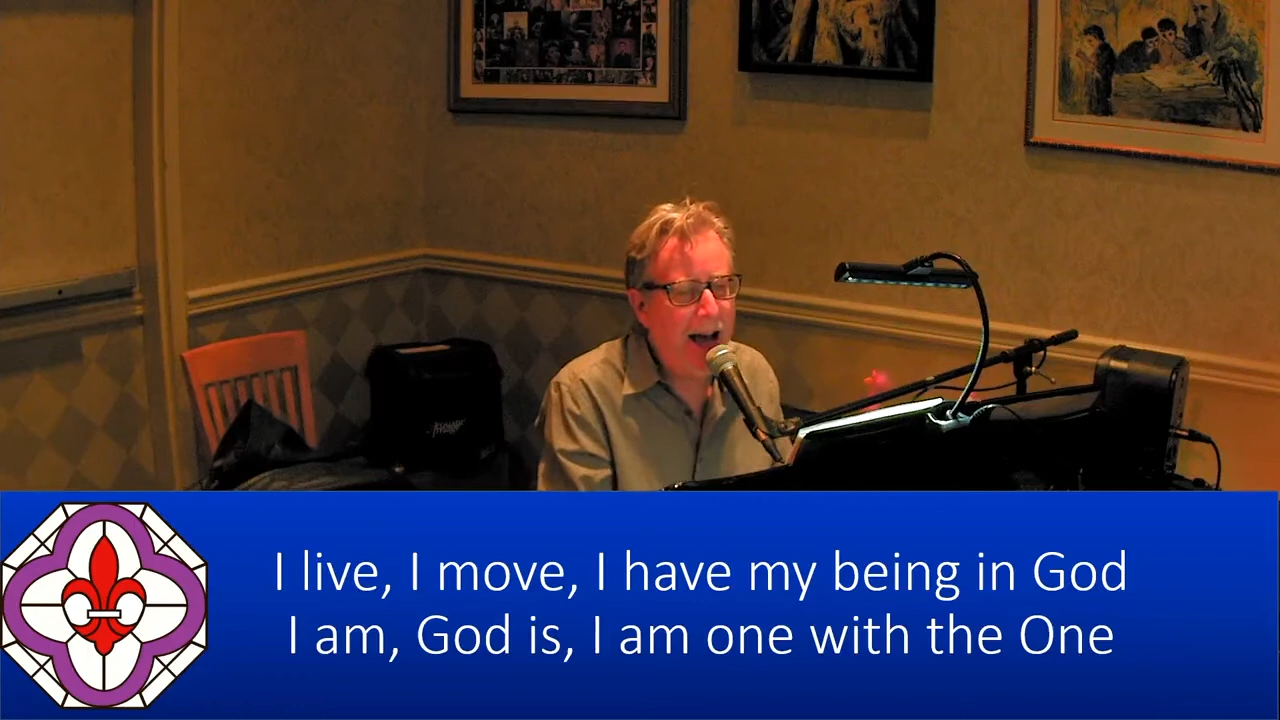 I live, I move, I have my being in God
I am, God is, I am one with the One